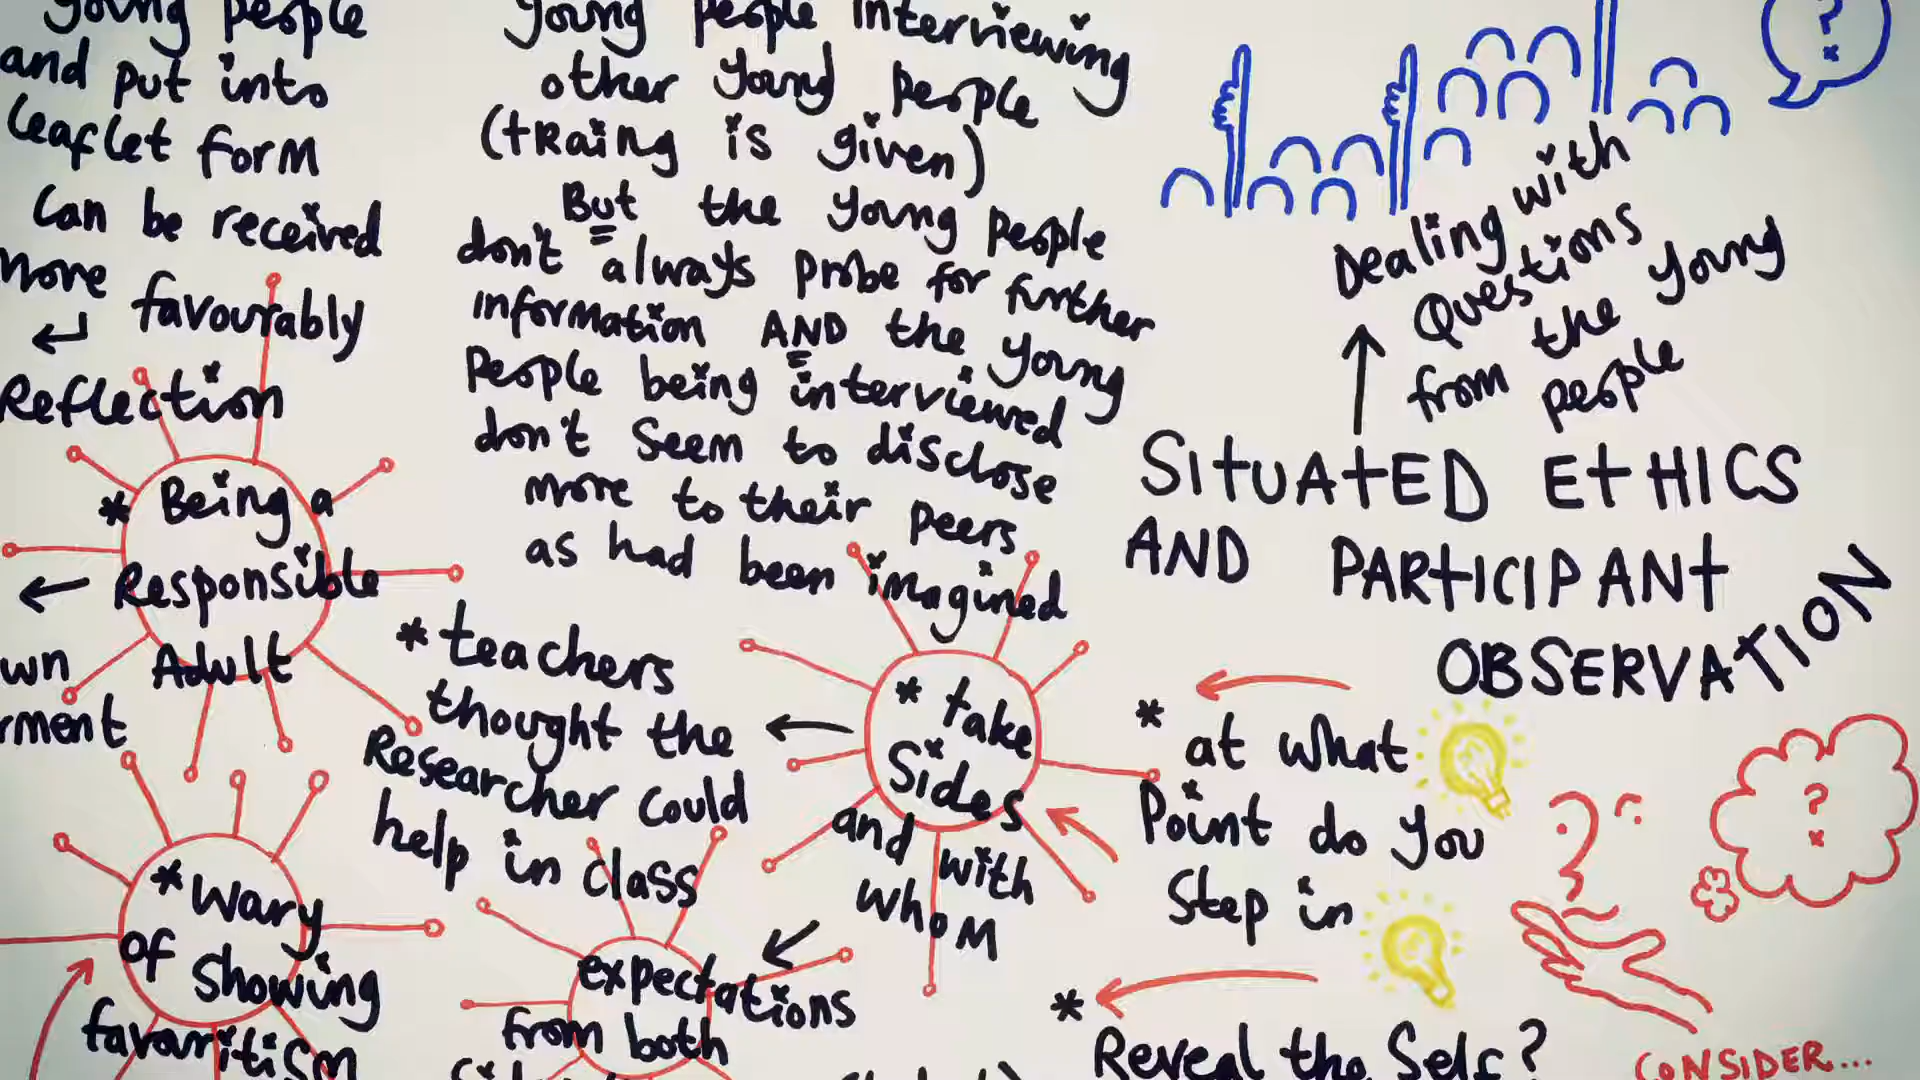 young people
and put into
leaflet form
can be received
more favourably
Reflection
* Being a
Responsible
Adult
wn
rment
* Wary
of showing
favouritism
young people interviewing
other young people
(tRaing is given)
But the young people
don't always probe for further
information AND the young
people being interviewed
don't seem to disclose
more to their peers
as had been imagined
* teachers
thought the
Researcher could
help in class
* take
Sides
and with
whom
expectations
from both
?
Dealing with
Questions
from the young
people
SITUATED ETHICS
AND PARTICIPANT
OBSERVATION
* at what
Point do you
Step in
?
* Reveal the Self?
CONSIDER...